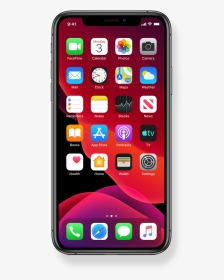 9:41
FaceTime Calendar Photos Camera
Mail Clock Maps Weather
Reminders Notes Stocks News
Books App Store Podcasts TV
Health Home Wallet Settings